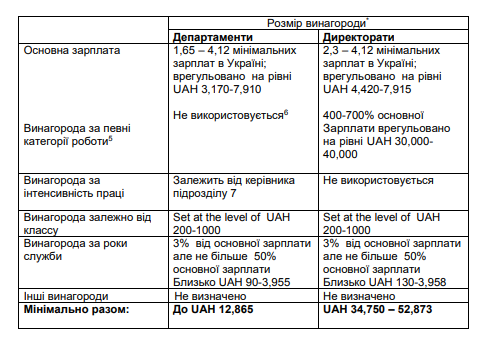 Розмір винагороди*
Департаменти Директорати
Основна зарплата 1,65 – 4,12 мінімальних 2,3 – 4,12 мінімальних
зарплат в Україні; зарплат в Україні;
врегульовано на рівні врегульовано на рівні
UAH 3,170-7,910 UAH 4,420-7,915
Не використовується6 400-700% основної
Винагорода за певні Зарплати врегульовано
категорії роботи5 на рівні UAH 30,000-
40,000
Винагорода за Залежить від керівника Не використовується
інтенсивність праці підрозділу 7
Винагорода залежно від Set at the level of UAH Set at the level of UAH
классу 200-1000 200-1000
Винагорода за роки 3% від основної зарплати 3% від основної зарплати
служби але не більше 50% але не більше 50%
основної зарплати основної зарплати
Близько UAH 90-3,955 Близько UAH 130-3,958
Інші винагороди Не визначено Не визначено
Мінімально разом: До UAH 12,865 UAH 34,750 – 52,873